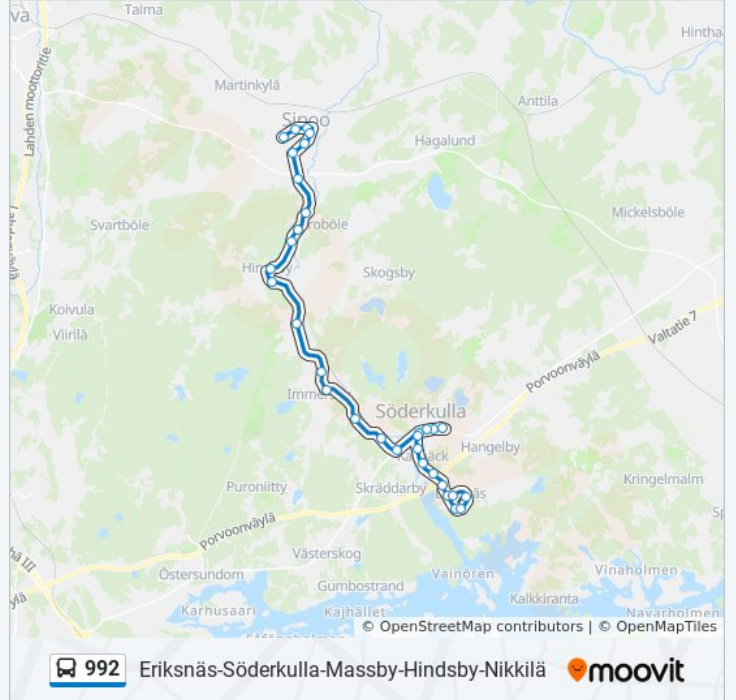 va
Talma
Hintha
Lahden moottoritie
Martinkylä
Anttila
Sipoo
Hagalund
Svartböle
Mickelsböle
Skogsby
Koivula
Viirilä
Valtatie 7
Porvoonväylä
Söderkulla
Hangelby
Puroniitty
Skräddarby
Kringelmalm
Porvoonväylä
Västerskog
Östersundom
Vainören
Vinaholmen
Gumbostrand
Kalkkiranta
Karhusaari
Kajhället
Navarholmen
© OpenStreetMap contributors | © OpenMapTiles
992 Eriksnäs-Söderkulla-Massby-Hindsby-Nikkilä moovit